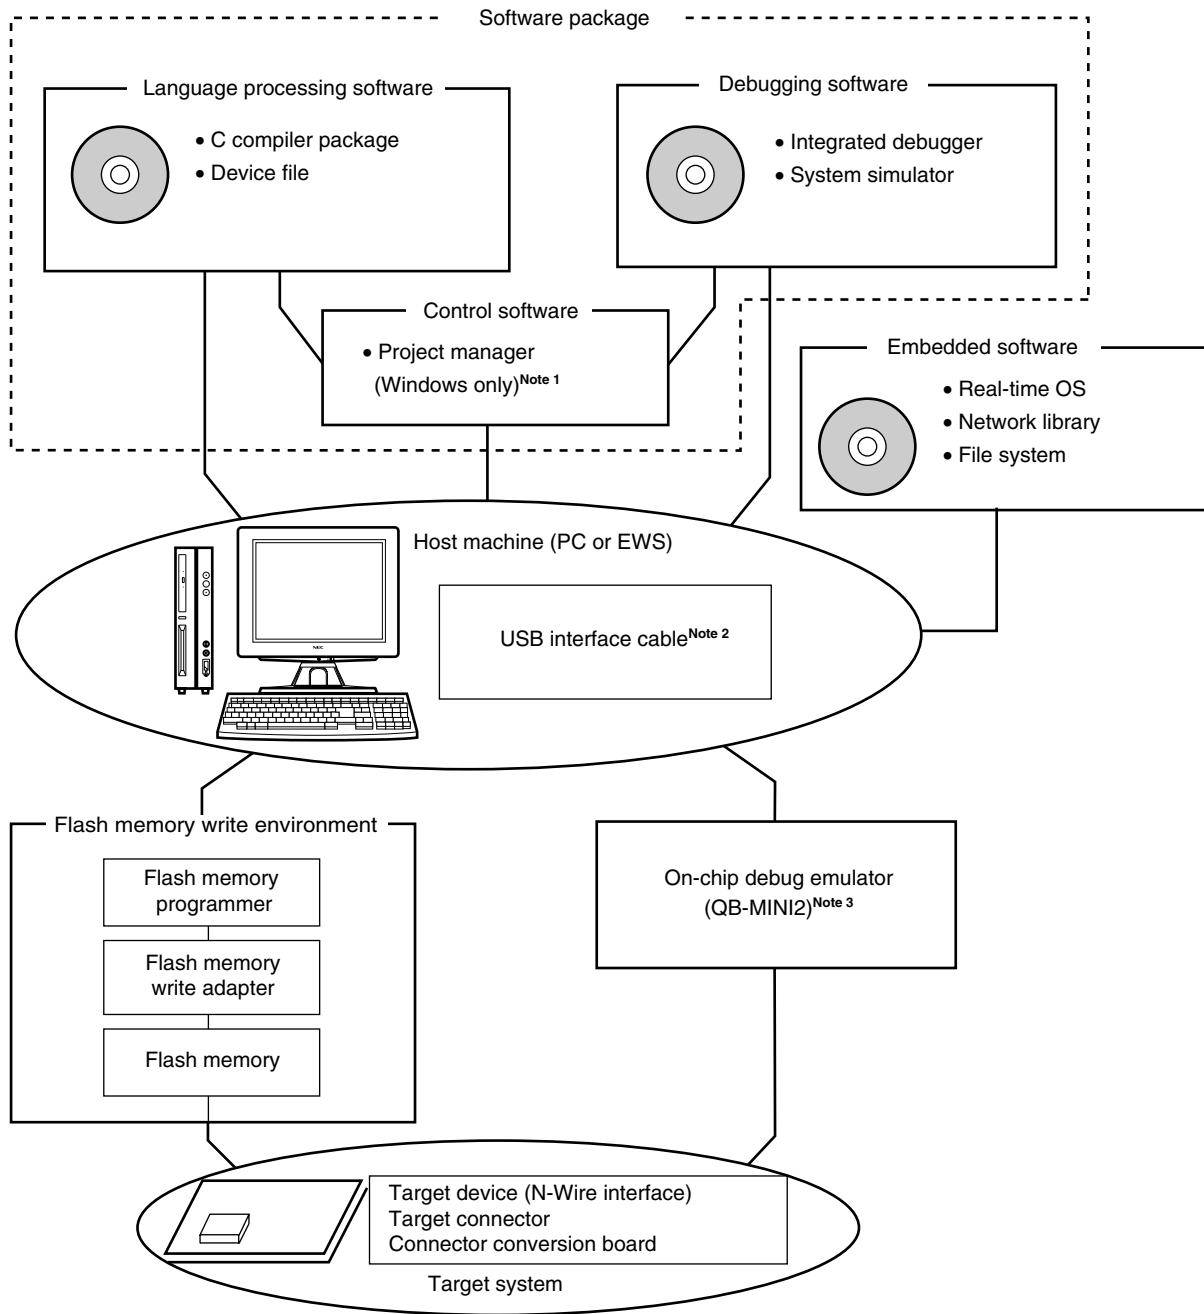 Software package
Language processing software
• C compiler package
• Device file
Debugging software
• Integrated debugger
• System simulator
Control software
• Project manager
(Windows only)Note 1
Embedded software
• Real-time OS
• Network library
• File system
Host machine (PC or EWS)
NEC
USB interface cableNote 2
Flash memory write environment
Flash memory
programmer
Flash memory
write adapter
Flash memory
On-chip debug emulator
(QB-MINI2)Note 3
Target device (N-Wire interface)
Target connector
Connector conversion board
Target system